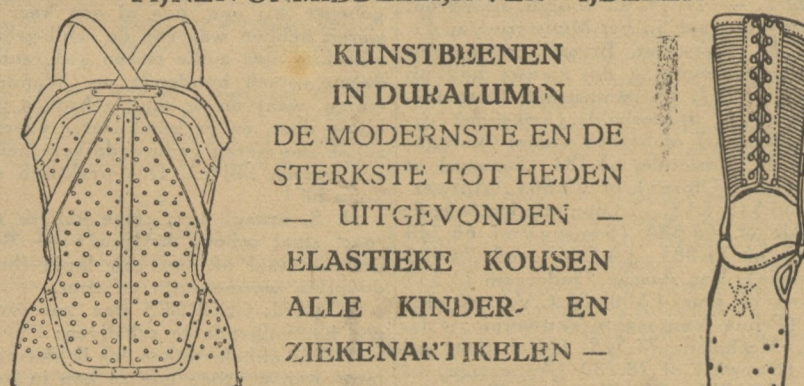 KUNSTBEENEN
IN DURALUMIN
DE MODERNSTE EN DE
STERKSTE TOT HEDEN
— UITGEVONDEN —
ELASTIEKE KOUSEN
ALLE KINDER- EN
ZIEKENARTIKELEN —